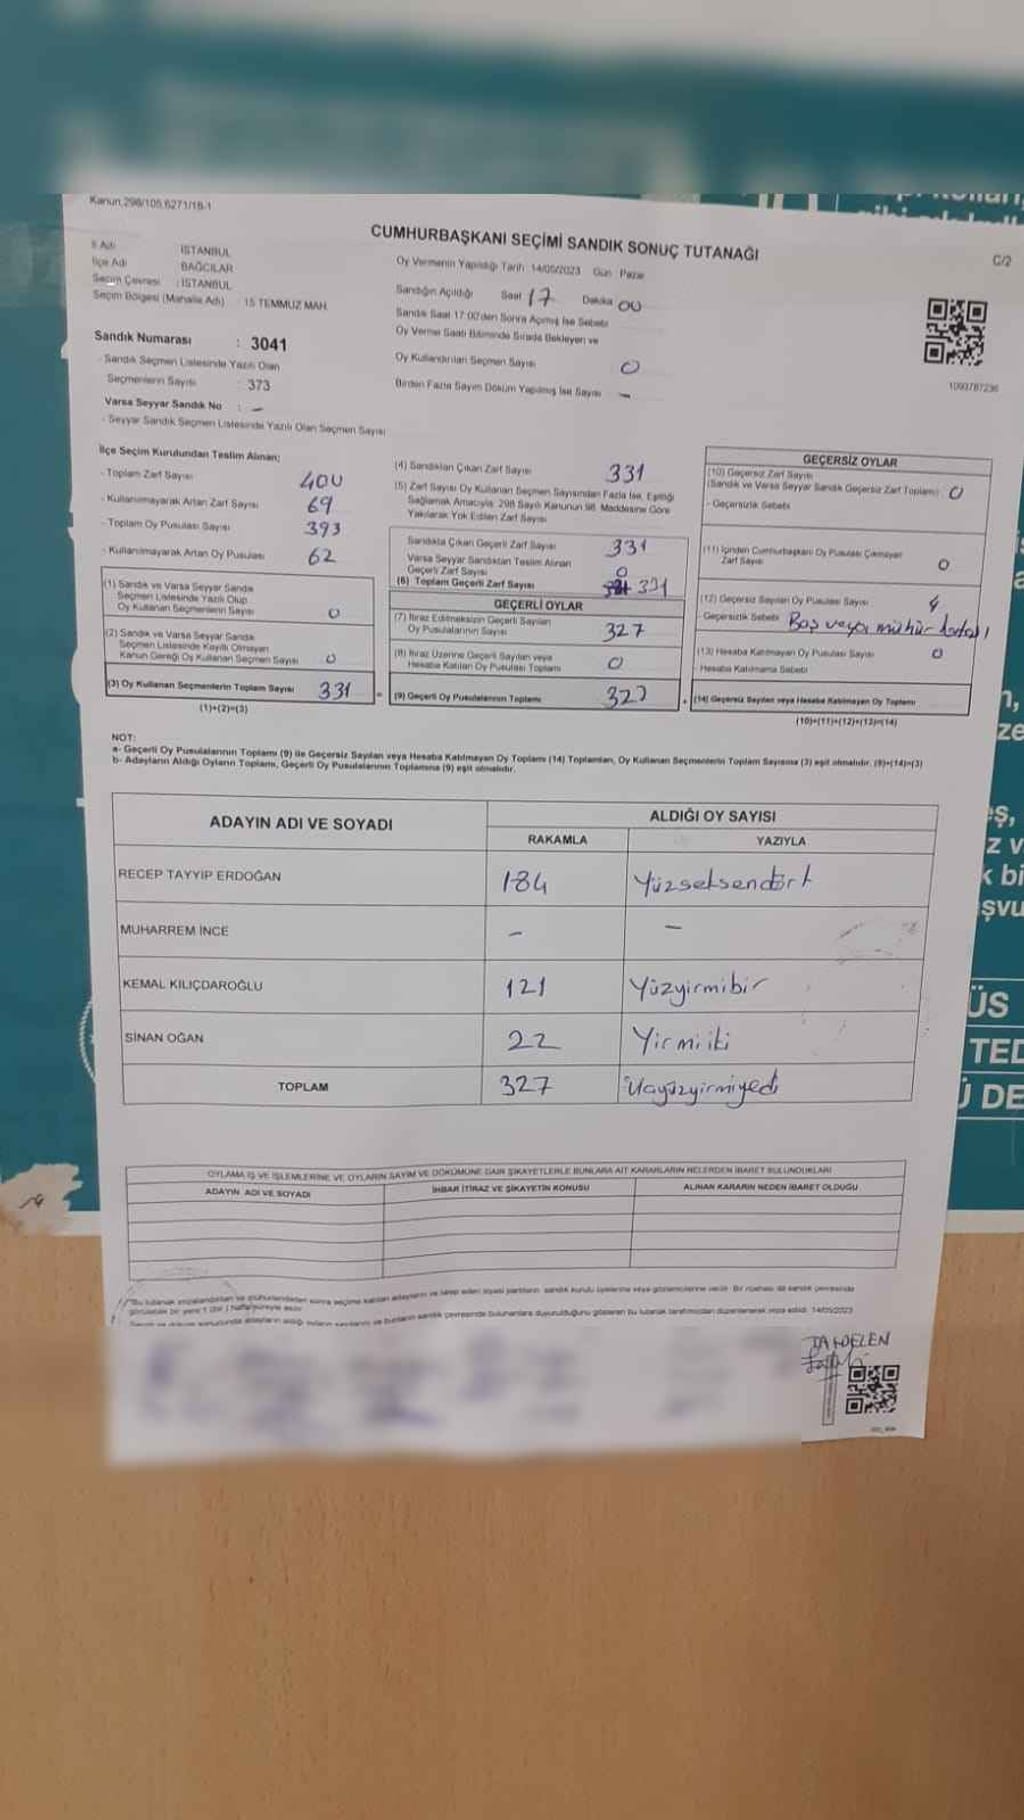 Kanun,298/105,6271/18-1
CUMHURBAŞKANI SEÇİMİ SANDIK SONUÇ TUTANAĞI
C/2
İl Adı İSTANBUL
İlçe Adı BAĞCILAR
Seçim Çevresi : İSTANBUL
Seçim Bölgesi (Mahalle Adı) : 15 TEMMUZ MAH.
Oy Vermenin Yapıldığı Tarih : 14/05/2023 Gün : Pazar
Sandığın Açıldığı Saat 17 Dakika 00
Sandık Saat 17:00'den Sonra Açılmış İse Sebebi
Oy Verme Saati Bitiminde Sırada Bekleyen ve
Oy Kullandırılan Seçmen Sayısı 0
Birden Fazla Sayım Döküm Yapılmış İse Sayısı -
1093787236
Sandık Numarası : 3041
- Sandık Seçmen Listesinde Yazılı Olan
Seçmenlerin Sayısı : 373
Varsa Seyyar Sandık No : -
- Seyyar Sandık Seçmen Listesinde Yazılı Olan Seçmen Sayısı
İlçe Seçim Kurulundan Teslim Alınan;
- Toplam Zarf Sayısı 400
- Kullanılmayarak Artan Zarf Sayısı 69
- Toplam Oy Pusulası Sayısı 393
- Kullanılmayarak Artan Oy Pusulası 62
(1) Sandık ve Varsa Seyyar Sandık
Seçmen Listesinde Yazılı Olup
Oy Kullanan Seçmenlerin Sayısı 0
(2) Sandık ve Varsa Seyyar Sandık
Seçmen Listesinde Kayıtlı Olmayan
Kanun Gereği Oy Kullanan Seçmen Sayısı 0
(3) Oy Kullanan Seçmenlerin Toplam Sayısı 331
(1)+(2)=(3)
(4) Sandıktan Çıkan Zarf Sayısı 331
(5) Zarf Sayısı Oy Kullanan Seçmen Sayısından Fazla İse, Eşitliği
Sağlamak Amacıyla, 298 Sayılı Kanunun 98. Maddesine Göre
Yakılarak Yok Edilen Zarf Sayısı
Sandıkta Çıkan Geçerli Zarf Sayısı 331
Varsa Seyyar Sandıktan Teslim Alınan
Geçerli Zarf Sayısı 0
(6) Toplam Geçerli Zarf Sayısı 331
GEÇERLİ OYLAR
(7) İtiraz Edilmeksizin Geçerli Sayılan
Oy Pusulalarının Sayısı 327
(8) İtiraz Üzerine Geçerli Sayılan veya
Hesaba Katılan Oy Pusulası Toplamı 0
(9) Geçerli Oy Pusulalarının Toplamı 327
GEÇERSİZ OYLAR
(10) Geçersiz Zarf Sayısı
(Sandık ve Varsa Seyyar Sandık Geçersiz Zarf Toplamı) 0
- Geçersizlik Sebebi
(11) İçinden Cumhurbaşkanı Oy Pusulası Çıkmayan
Zarf Sayısı 0
(12) Geçersiz Sayılan Oy Pusulası Sayısı 4
- Geçersizlik Sebebi Boş veya mühür hatası
(13) Hesaba Katılmayan Oy Pusulası Sayısı 0
Hesaba Katılmama Sebebi
(14) Geçersiz Sayılan veya Hesaba Katılmayan Oy Toplamı
(10)+(11)+(12)+(13)=(14)
NOT:
a- Geçerli Oy Pusulalarının Toplamı (9) ile Geçersiz Sayılan veya Hesaba Katılmayan Oy Toplamı (14) Toplamları, Oy Kullanan Seçmenlerin Toplam Sayısına (3) eşit olmalıdır. (9)+(14)=(3)
b- Adayların Aldığı Oyların Toplamı, Geçerli Oy Pusulalarının Toplamına (9) eşit olmalıdır.
ADAYIN ADI VE SOYADI
ALDIĞI OY SAYISI
RAKAMLA YAZIYLA
RECEP TAYYİP ERDOĞAN 184 Yüzseksendört
MUHARREM İNCE - -
KEMAL KILIÇDAROĞLU 121 Yüzyirmibir
SİNAN OĞAN 22 Yirmiiki
TOPLAM 327 Üçyüzyirmiyedi
OYLAMA İŞ VE İŞLEMLERİNE VE OYLARIN SAYIM VE DÖKÜMÜNE DAİR ŞİKAYETLERLE BUNLARA AİT KARARLARIN NELERDEN İBARET BULUNDUKLARI
ADAYIN ADI VE SOYADI İHBAR İTİRAZ VE ŞİKAYETİN KONUSU ALINAN KARARIN NEDEN İBARET OLDUĞU
14/05/2023
ÜS
TED
Ü DE